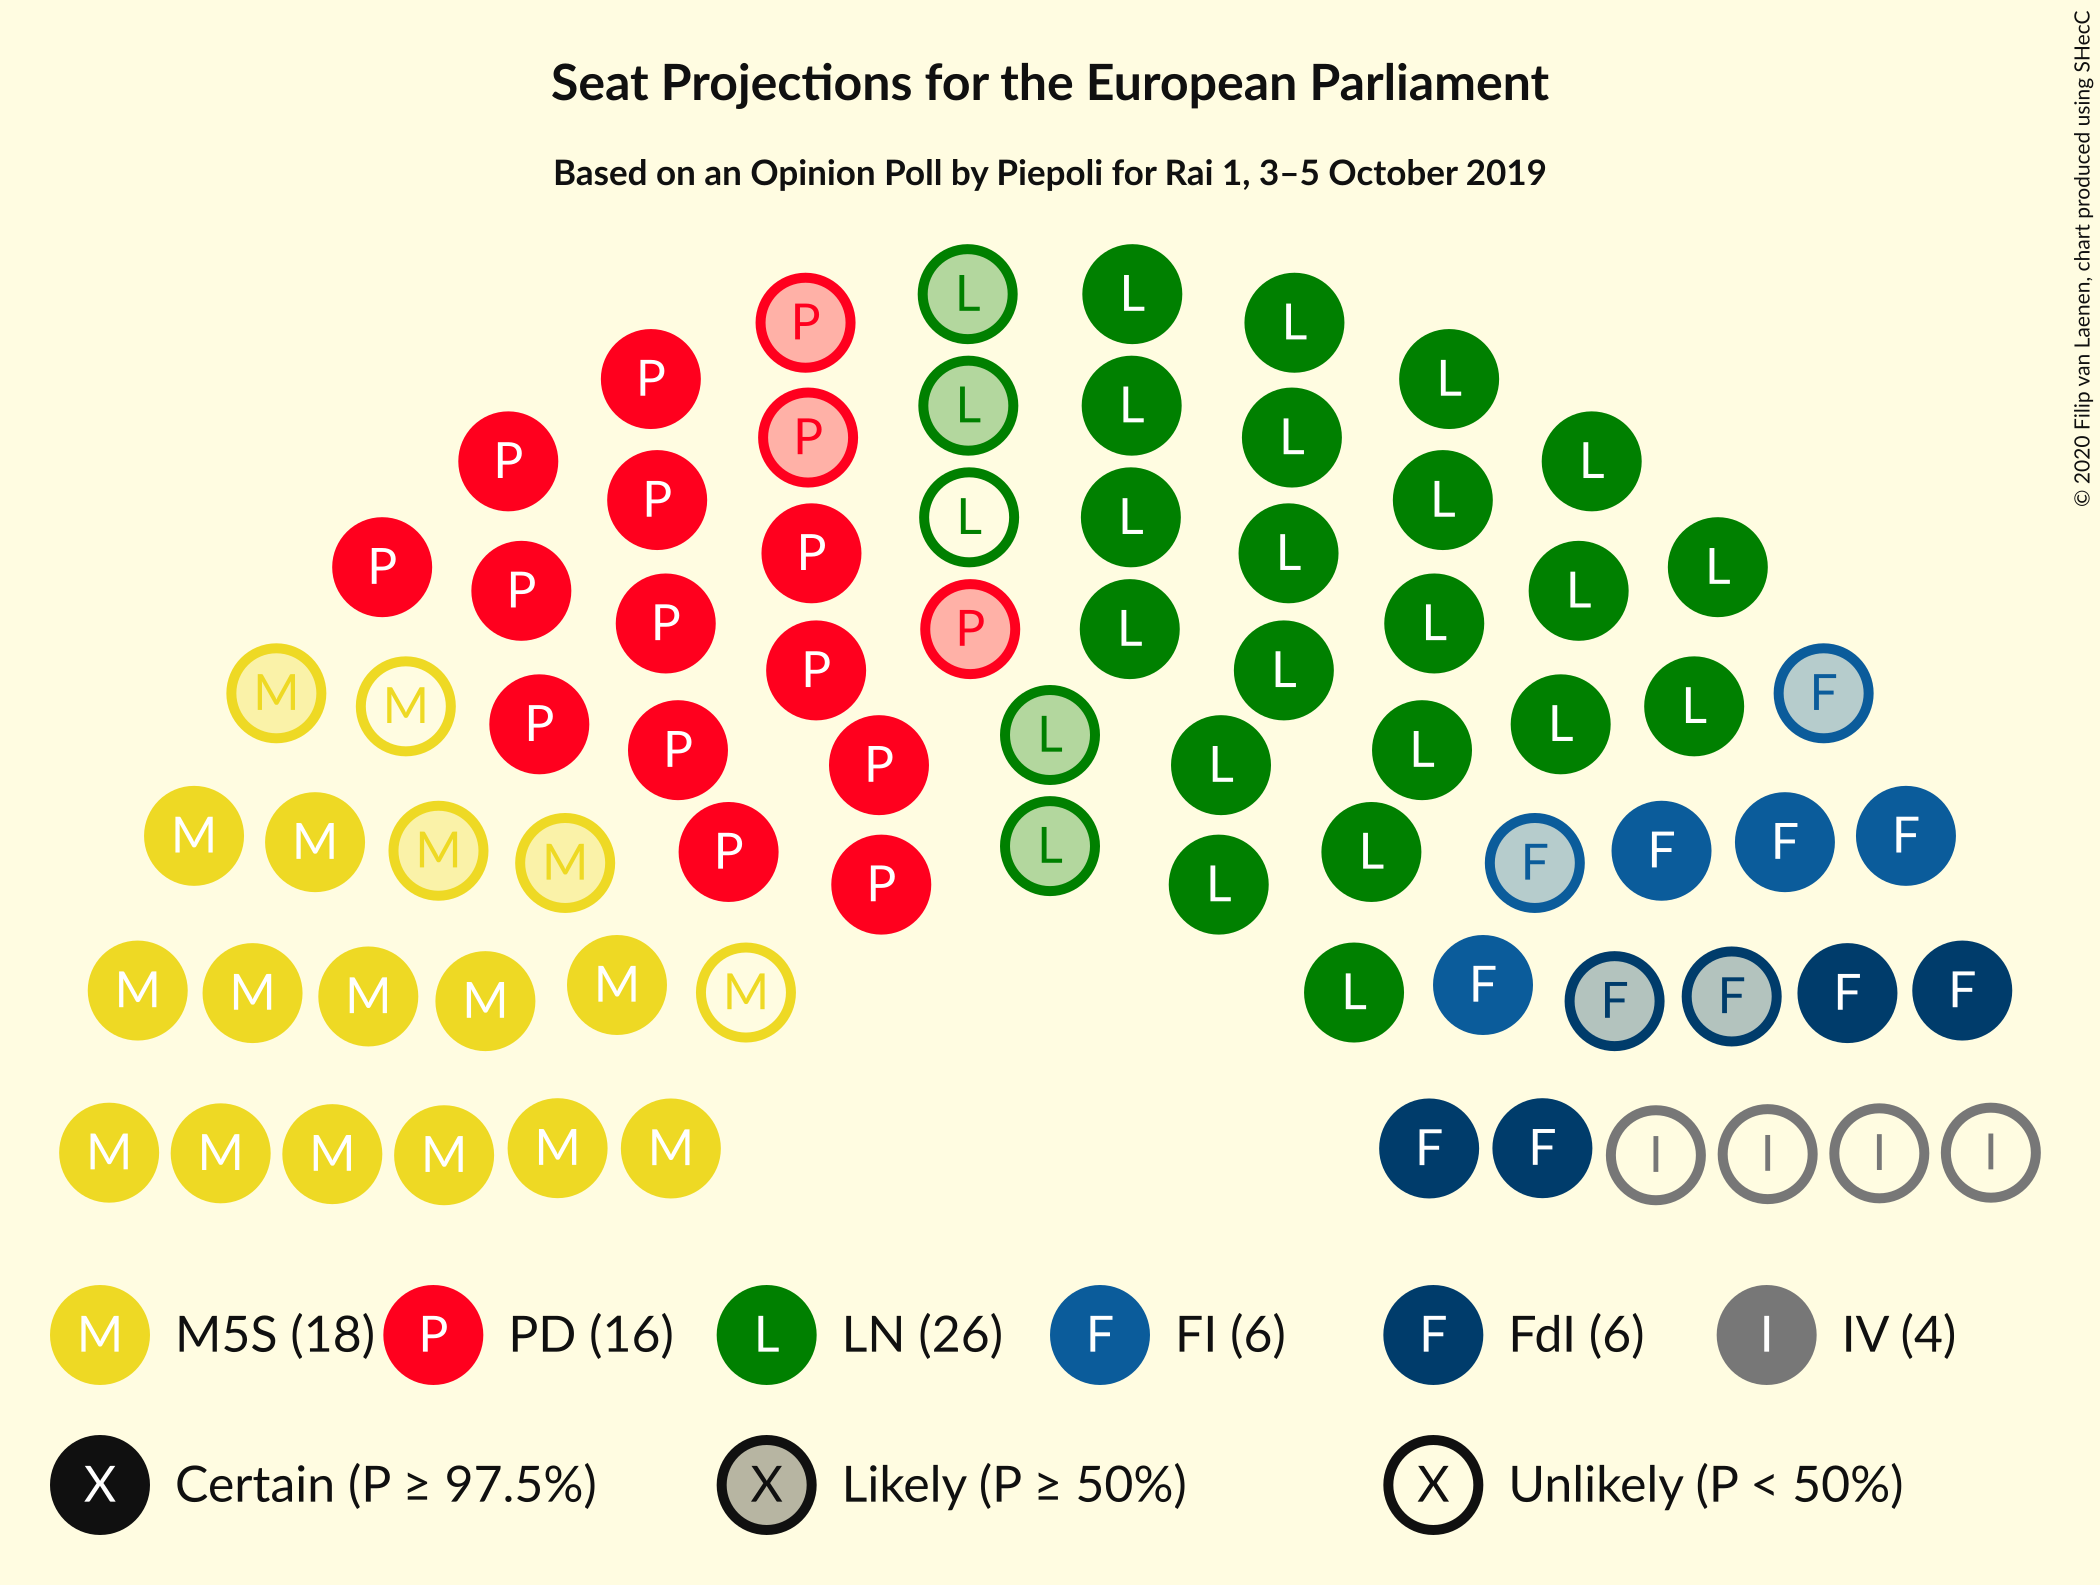 Seat Projections for the European Parliament
Based on an Opinion Poll by Piepoli for Rai 1, 3–5 October 2019
© 2020 Filip van Laenen, chart produced using SHecC
L L
P L L
P L
L L
P P L L
P L
P L L L
P P L L
P P L L
P L
P P L
M M P L L F
P P L L
L
P L
M M M M P L F F F F
P L L
M M M M M M L F F F F F
M M M M M M F F I I I I
M M5S (18) P PD (16) L LN (26) F FI (6) F FdI (6) I IV (4)
X Certain (P ≥ 97.5%) X Likely (P ≥ 50%) X Unlikely (P < 50%)